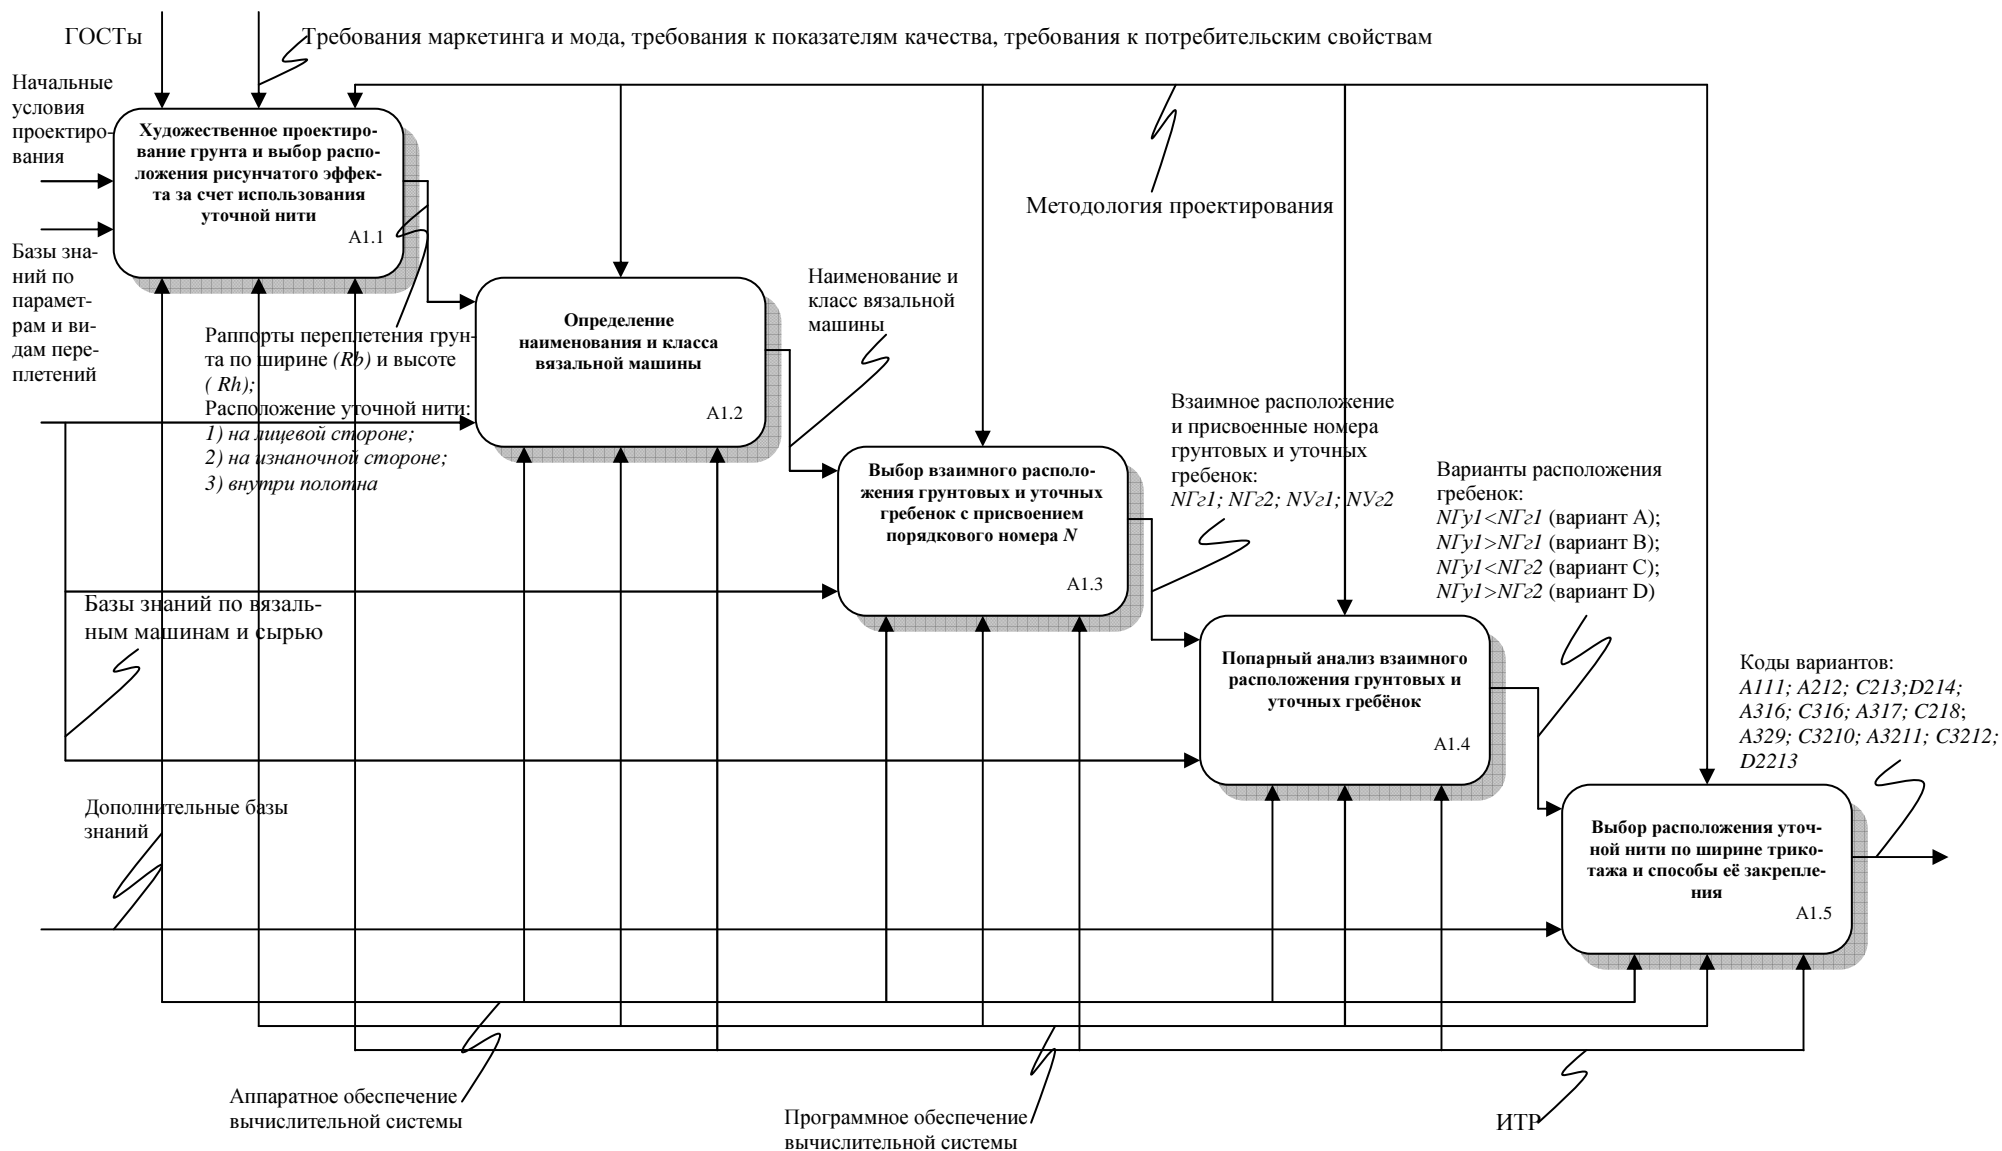 ГОСТы
Требования маркетинга и мода, требования к показателям качества, требования к потребительским свойствам
Начальные
условия
проектиро-
вания
Художественное проектиро-
вание грунта и выбор распо-
ложения рисунчатого эффек-
та за счет использования
уточной нити
А1.1
Методология проектирования
Базы зна-
ний по
парамет-
рам и ви-
дам пере-
плетений
Раппорты переплетения грун-
та по ширине (Rb) и высоте
( Rh);
Расположение уточной нити:
1) на лицевой стороне;
2) на изнаночной стороне;
3) внутри полотна
Определение
наименования и класса
вязальной машины
А1.2
Наименование и
класс вязальной
машины
Выбор взаимного располо-
жения грунтовых и уточных
гребенок с присвоением
порядкового номера N
А1.3
Взаимное расположение
и присвоенные номера
грунтовых и уточных
гребенок:
NГг1; NГг2; NУг1; NУг2
Варианты расположения
гребенок:
NГу1<NГг1 (вариант А);
NГу1>NГг1 (вариант В);
NГу1<NГг2 (вариант С);
NГу1>NГг2 (вариант D)
Базы знаний по вязаль-
ным машинам и сырью
Попарный анализ взаимного
расположения грунтовых и
уточных гребёнок
А1.4
Коды вариантов:
А111; А212; С213;D214;
А316; С316; А317; С218;
А329; С3210; А3211; С3212;
D2213
Дополнительные базы
знаний
Выбор расположения уточ-
ной нити по ширине трико-
тажа и способы её закрепле-
ния
А1.5
Аппаратное обеспечение
вычислительной системы
Программное обеспечение
вычислительной системы
ИТР